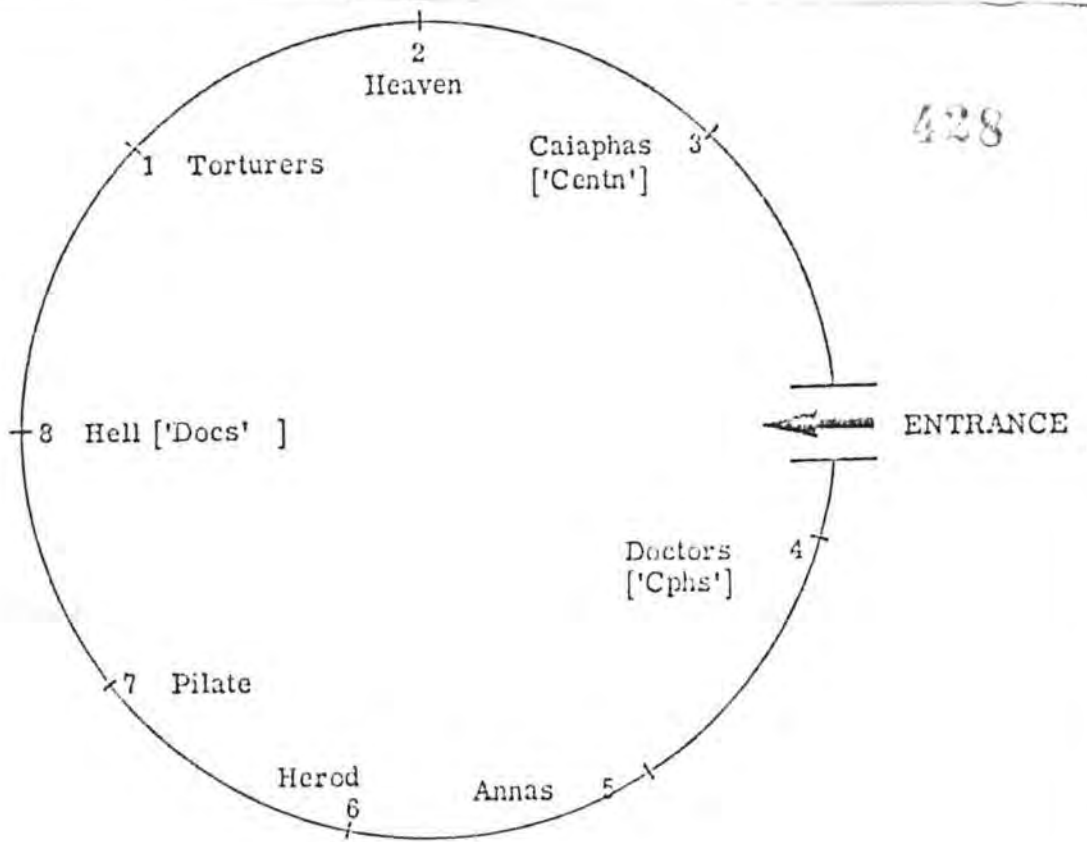 2
Heaven
428
Caiaphas 3
['Centn']
1 Torturers
8 Hell ['Docs' ]
ENTRANCE
Doctors 4
['Cphs']
7 Pilate
Herod
6
Annas 5